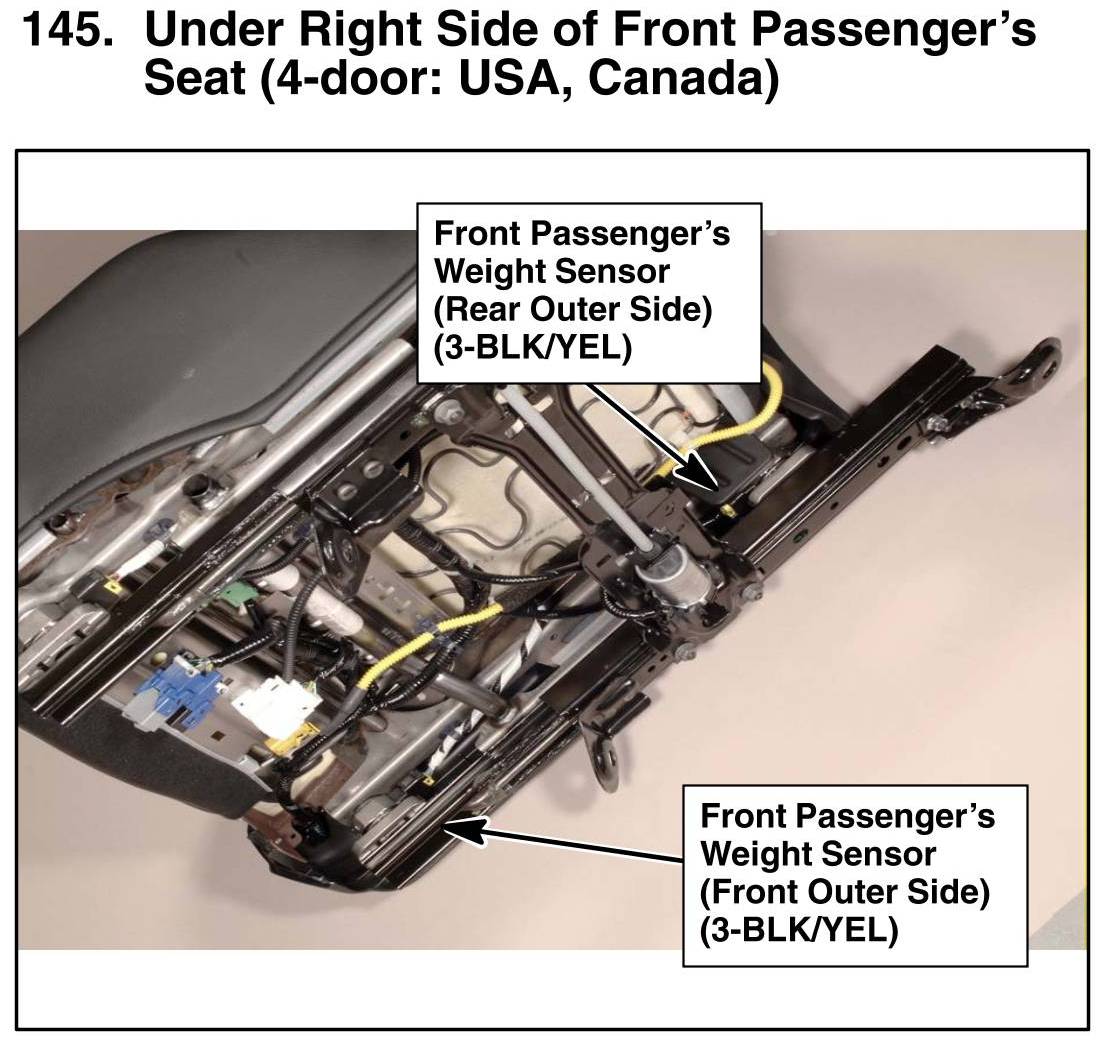 145. Under Right Side of Front Passenger's
Seat (4-door: USA, Canada)
Front Passenger's
Weight Sensor
(Rear Outer Side)
(3-BLK/YEL)
Front Passenger's
Weight Sensor
(Front Outer Side)
(3-BLK/YEL)